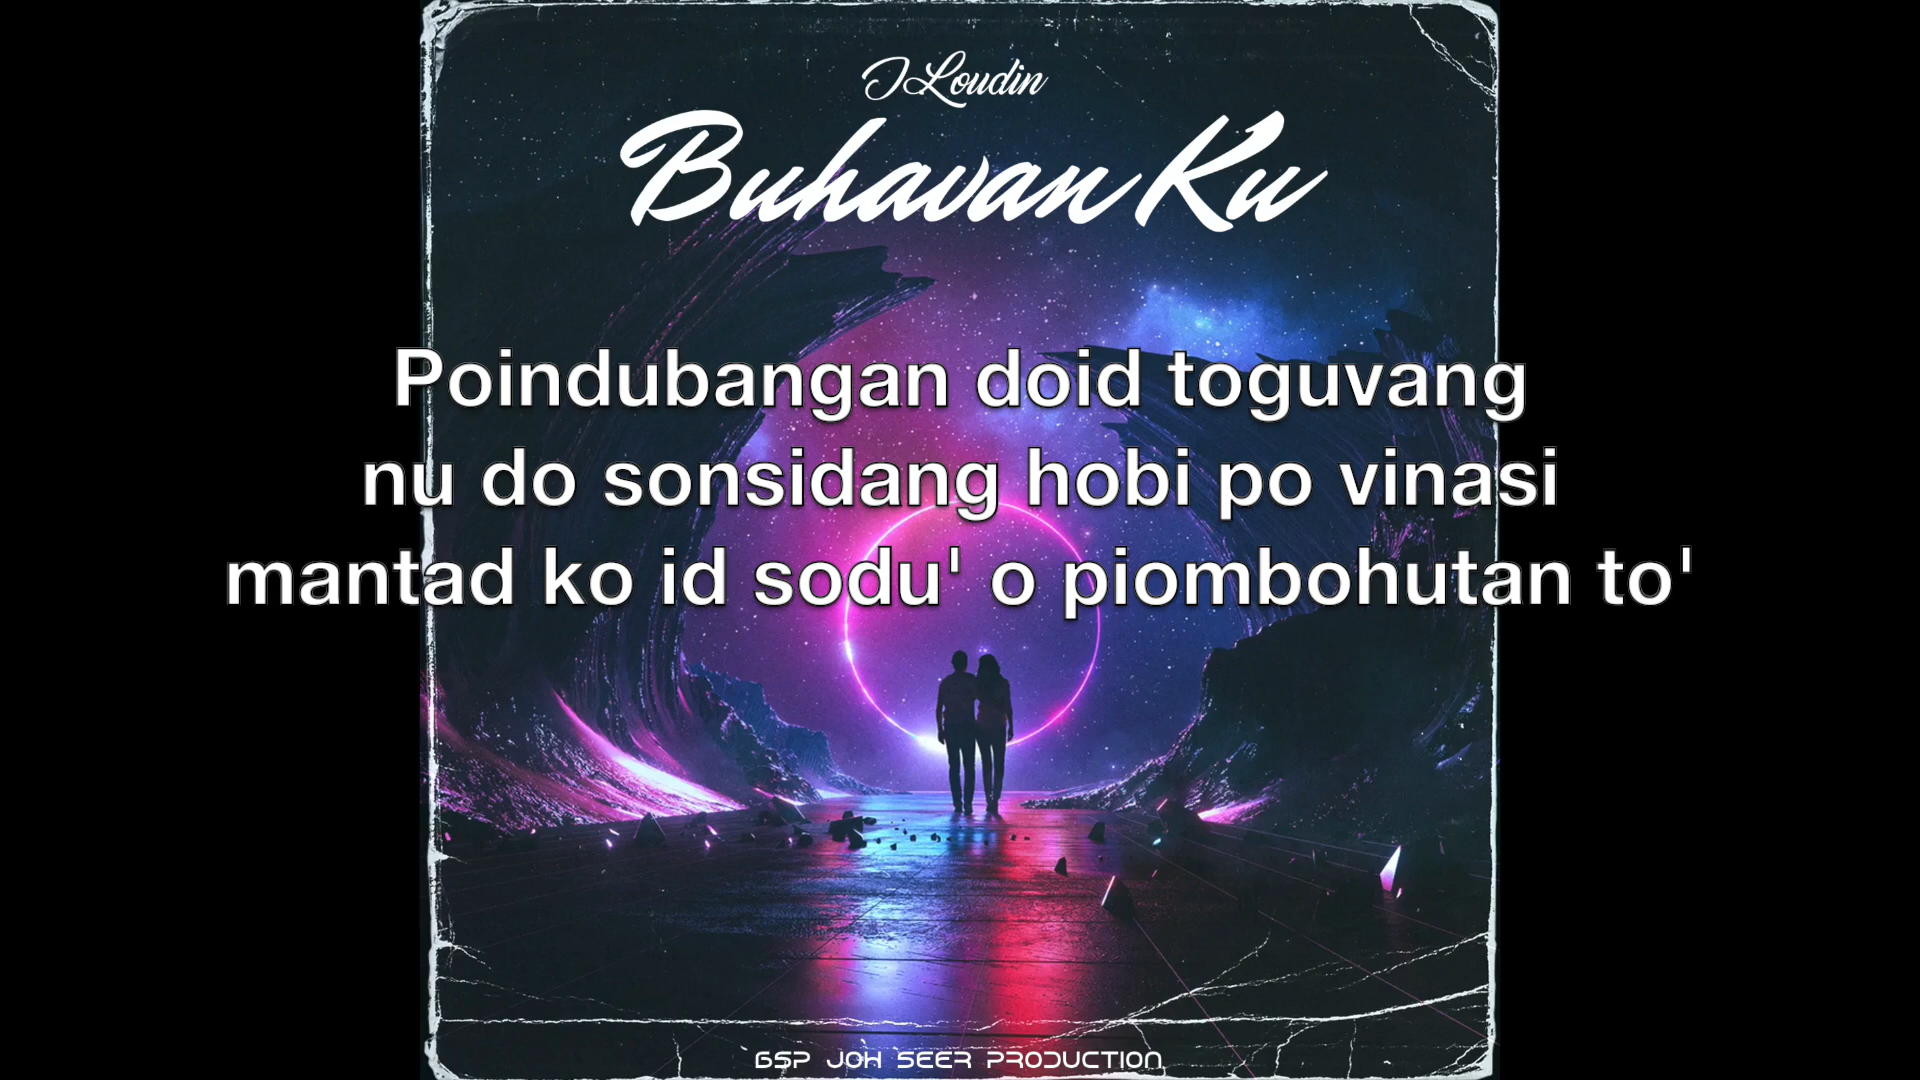 JLoudin
Buhavan Ku
Poindubangan doid toguvang
nu do sonsidang hobi po vinasi
mantad ko id sodu' o piombohutan to'
GSP JOH SEER PRODUCTION